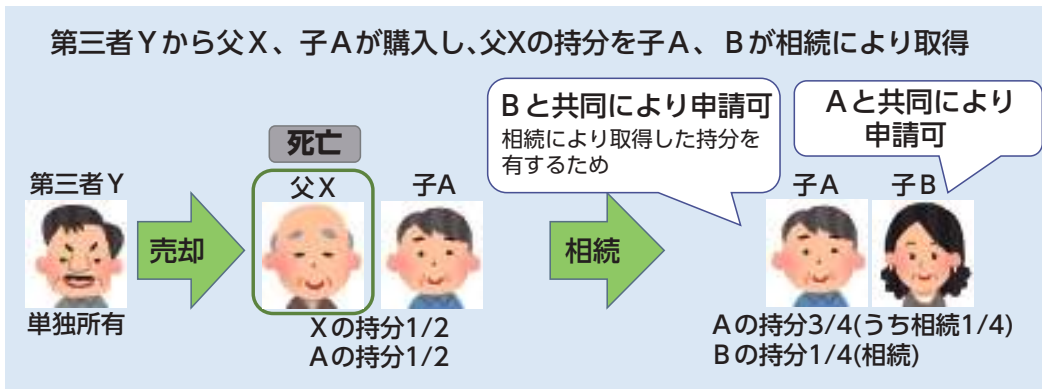 第三者Ｙから父Ｘ、子Ａが購入し､父Xの持分を子Ａ、Ｂが相続により取得
Ｂと共同により申請可
相続により取得した持分を
有するため
Ａと共同により
申請可
死亡
第三者Ｙ
父Ｘ
子A
子A
子Ｂ
売却
相続
単独所有
Ｘの持分1/2
Ａの持分1/2
Ａの持分3/4(うち相続1/4)
Ｂの持分1/4(相続)